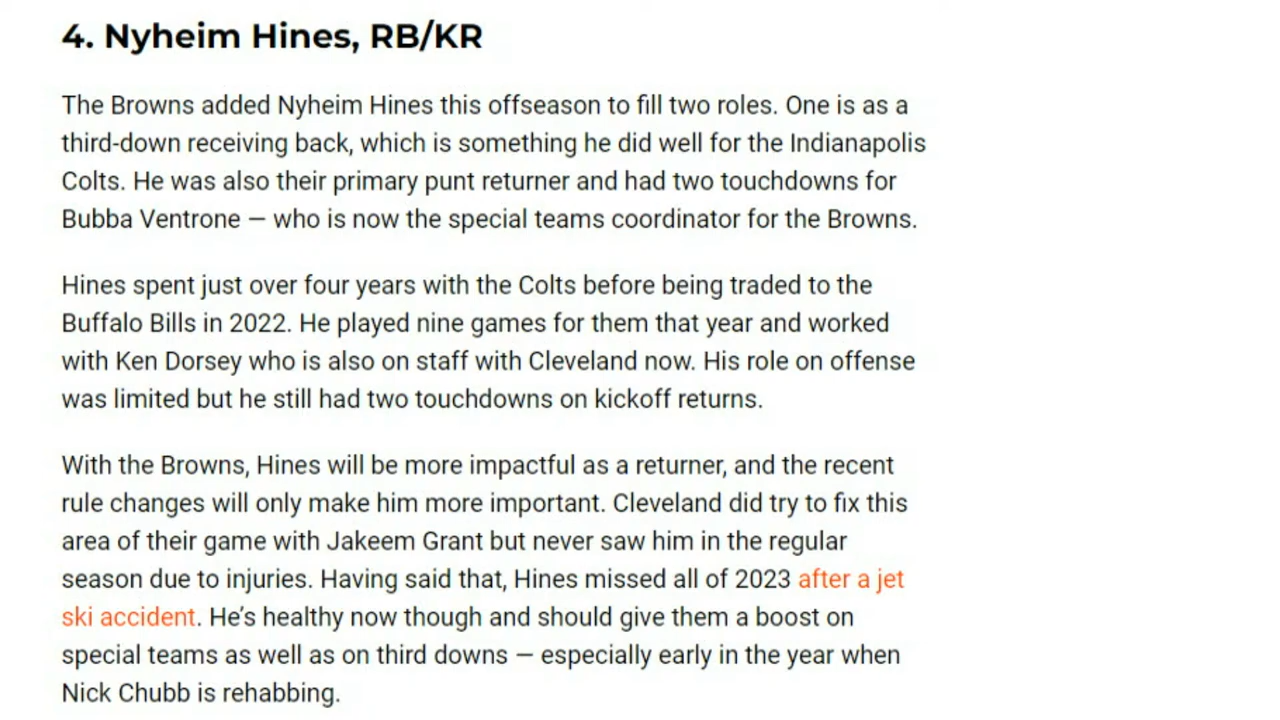 4. Nyheim Hines, RB/KR
The Browns added Nyheim Hines this offseason to fill two roles. One is as a
third-down receiving back, which is something he did well for the Indianapolis
Colts. He was also their primary punt returner and had two touchdowns for
Bubba Ventrone — who is now the special teams coordinator for the Browns.
Hines spent just over four years with the Colts before being traded to the
Buffalo Bills in 2022. He played nine games for them that year and worked
with Ken Dorsey who is also on staff with Cleveland now. His role on offense
was limited but he still had two touchdowns on kickoff returns.
With the Browns, Hines will be more impactful as a returner, and the recent
rule changes will only make him more important. Cleveland did try to fix this
area of their game with Jakeem Grant but never saw him in the regular
season due to injuries. Having said that, Hines missed all of 2023 after a jet
ski accident. He’s healthy now though and should give them a boost on
special teams as well as on third downs — especially early in the year when
Nick Chubb is rehabbing.